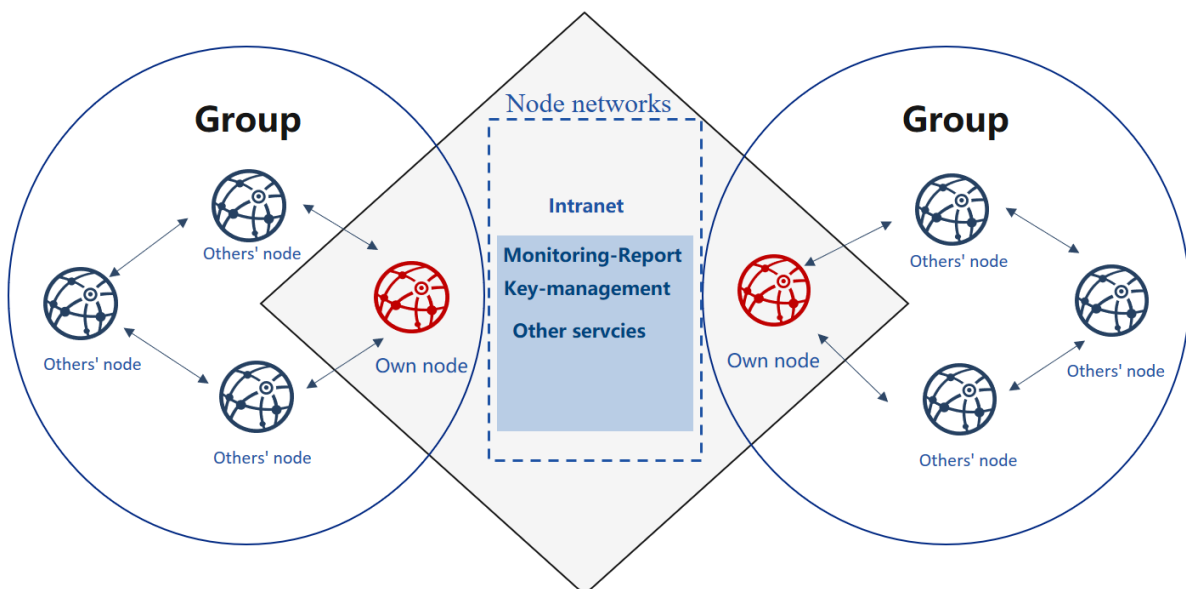 Node networks
Group
Group
Intranet
Others' node
Others' node
Monitoring-Report
Key-management
Other servcies
Others' node
Own node
Own node
Others' node
Others' node
Others' node